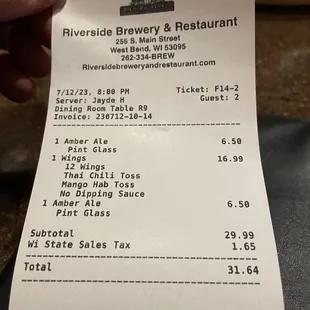 Riverside Brewery & Restaurant
255 S. Main Street
West Bend, WI 53095
262-334-BREW
Riversidebreweryandrestaurant.com
7/12/23, 8:00 PM Ticket: F14-2
Server: Jayde H Guest: 2
Dining Room Table R9
Invoice: 230712-10-14
1 Amber Ale 6.50
Pint Glass
1 Wings 16.99
12 Wings
Thai Chili Toss
Mango Hab Toss
No Dipping Sauce
1 Amber Ale 6.50
Pint Glass
Subtotal 29.99
Wi State Sales Tax 1.65
Total 31.64